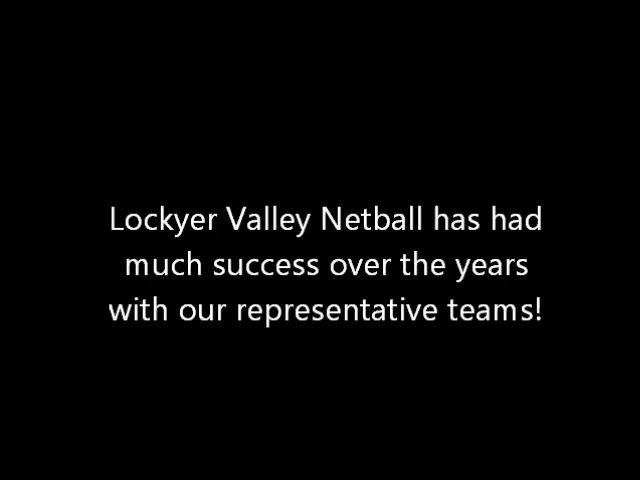 Lockyer Valley Netball has had
much success over the years
with our representative teams!